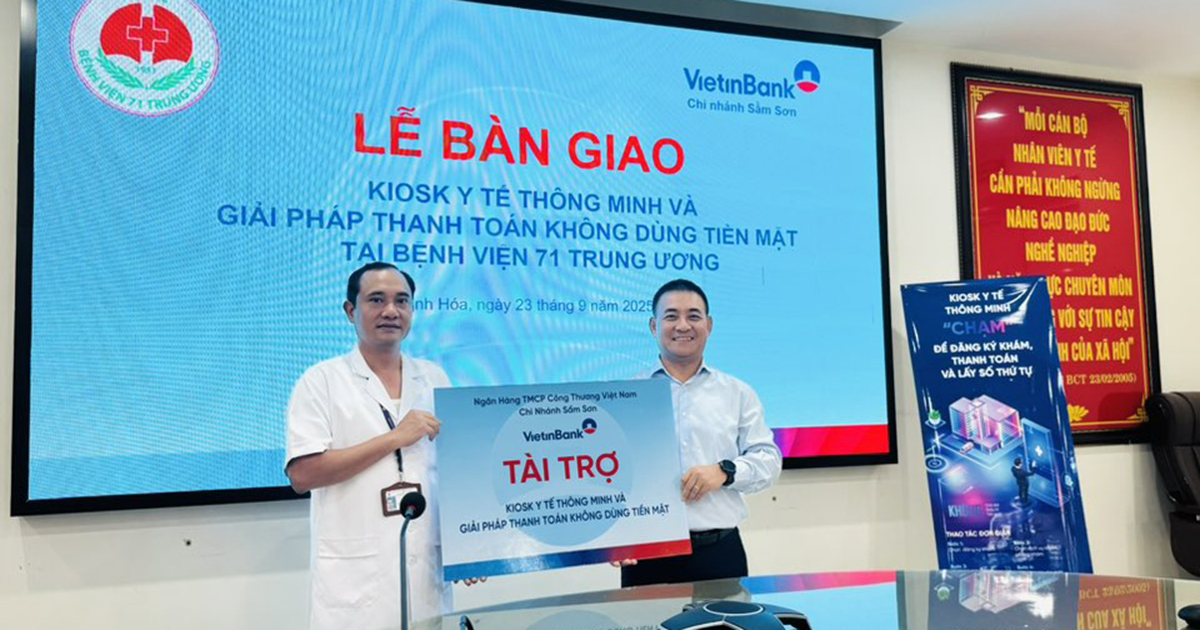 BỆNH VIỆN 71 TRUNG ƯƠNG
VietinBank
Chi nhánh Sầm Sơn
LỄ BÀN GIAO
KIOSK Y TẾ THÔNG MINH VÀ
GIẢI PHÁP THANH TOÁN KHÔNG DÙNG TIỀN MẶT
TẠI BỆNH VIỆN 71 TRUNG ƯƠNG
Hóa, ngày 23 tháng 9 năm 2025
Ngân Hàng TMCP Công Thương Việt Nam
Chi Nhánh Sầm Sơn
VietinBank
TÀI TRỢ
KIOSK Y TẾ THÔNG MINH VÀ
GIẢI PHÁP THANH TOÁN KHÔNG DÙNG TIỀN MẶT
"MỖI CÁN BỘ
NHÂN VIÊN Y TẾ
CẦN PHẢI KHÔNG NGỪNG
NÂNG CAO ĐẠO ĐỨC
NGHỀ NGHIỆP
CHUYÊN MÔN
VỚI SỰ TIN CẬY
CỦA XÃ HỘI"
BCT 23/02/2005)
KIOSK Y TẾ
THÔNG MINH
"CHẠM"
ĐỂ ĐĂNG KÝ KHÁM,
THANH TOÁN
VÀ LẤY SỐ THỨ TỰ
THAO TÁC ĐƠN GIẢN